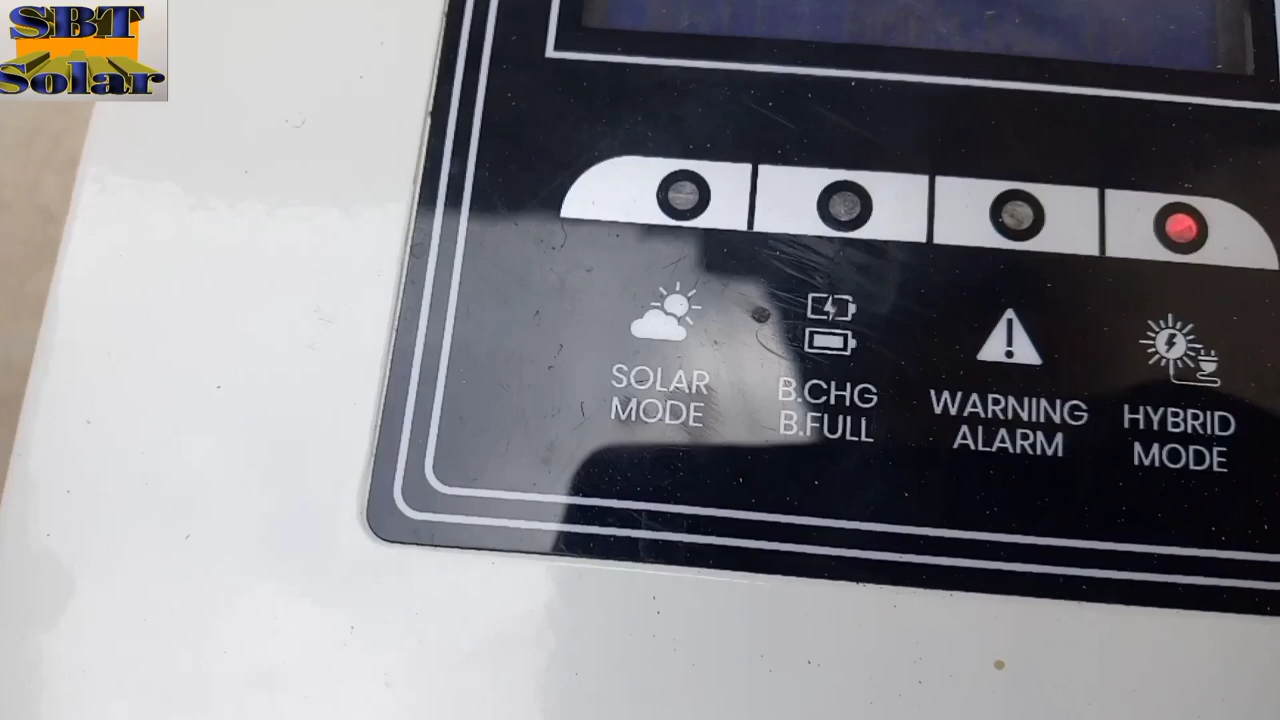 SBT
Solar
SOLAR
MODE
B.CHG
B.FULL
WARNING
ALARM
HYBRID
MODE